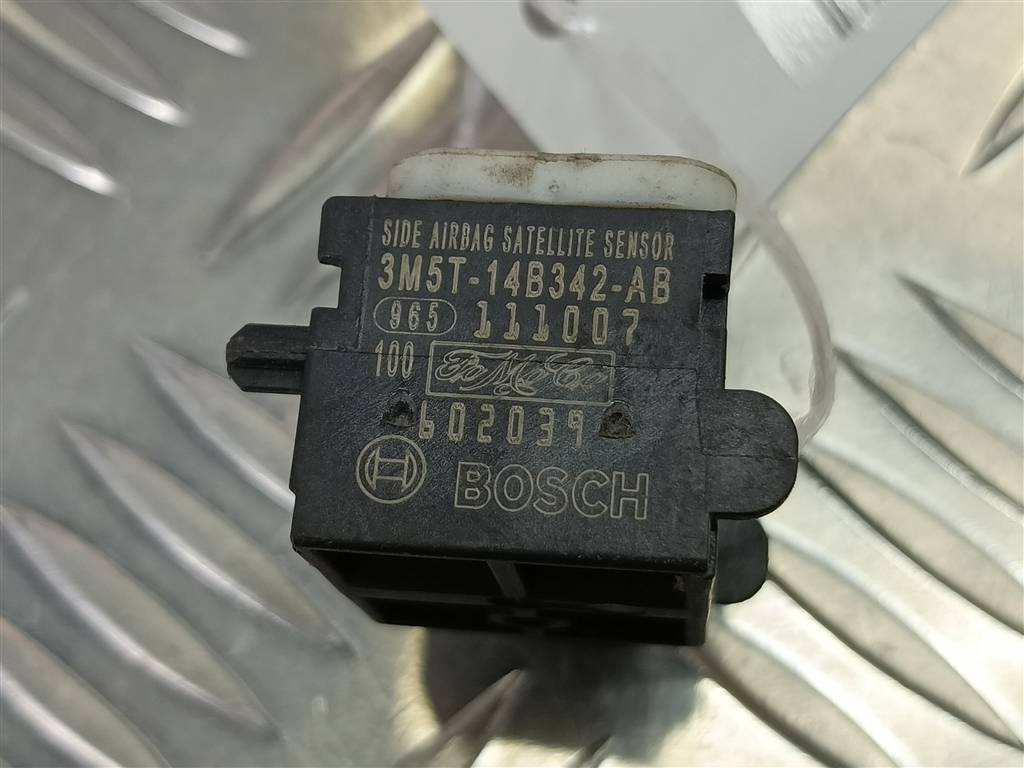 SIDE AIRBAG SATELLITE SENSOR
3M5T-14B342-AB
965 111007
100 FoMoCo
602039
BOSCH